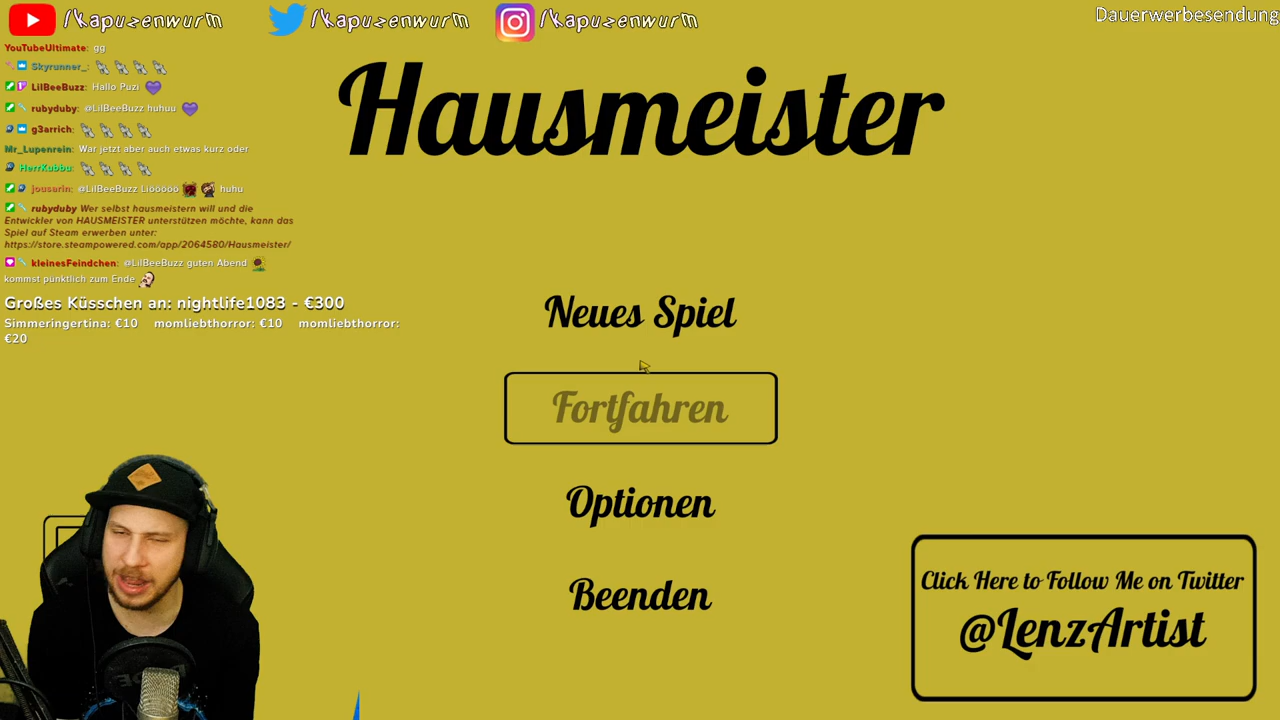 /kapuzenwurm
/kapuzenwurm
/kapuzenwurm
Dauerwerbesendung
YouTubeUltimate: gg
Skyrunner_:
LilBeeBuzz: Hallo Puzi
rubyduby: @LilBeeBuzz huhuu
g3arrich:
Mr_Lupenrein: War jetzt aber auch etwas kurz oder
HerrKubbu:
jousarin: @LilBeeBuzz Liooooo huhu
rubyduby Wer selbst hausmeistern will und die
Entwickler von HAUSMEISTER unterstützen möchte, kann das
Spiel auf Steam erwerben unter:
https://store.steampowered.com/app/2064580/Hausmeister/
kleinesFeindchen: @LilBeeBuzz guten Abend
kommst pünktlich zum Ende
Großes Küsschen an: nightlife1083 - €300
Simmeringertina: €10 momliebthorror: €10 momliebthorror:
€20
Hausmeister
Neues Spiel
Fortfahren
Optionen
Beenden
Click Here to Follow Me on Twitter
@LenzArtist